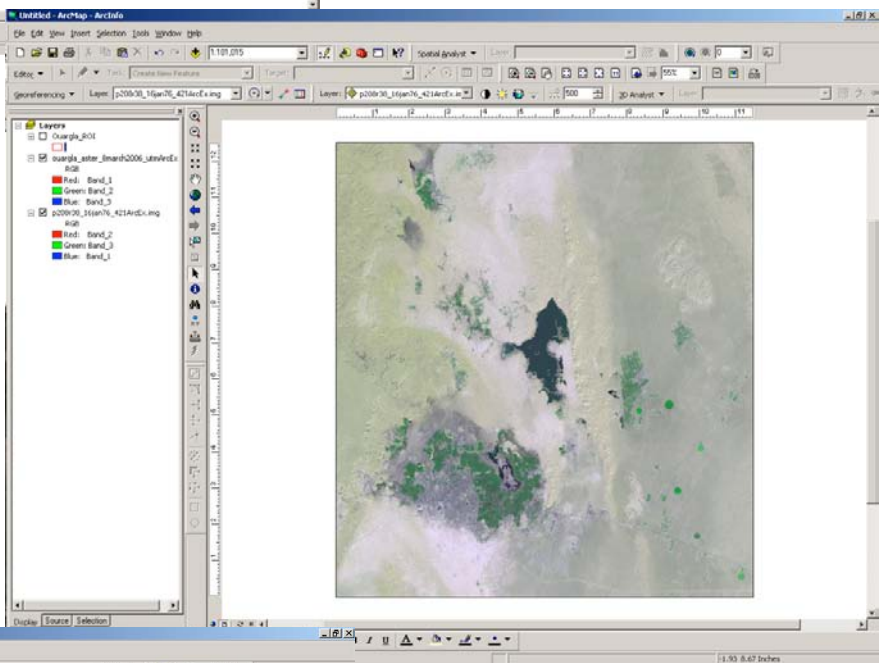 Untitled - ArcMap - ArcInfo
File Edit View Insert Selection Tools Window Help
1:101,015 Spatial Analyst Layer: 0
Editor Task: Create New Feature Target: 55%
Georeferencing Layer: p208r38_16jan76_421ArcEx.img Layer: 500 3D Analyst Layer:
Layers
Ouargla_ROI
ouargla_aster_8march2006_utmArcEx
RGB
Red: Band_1
Green: Band_2
Blue: Band_3
p208r38_16jan76_421ArcEx.img
RGB
Red: Band_2
Green: Band_3
Blue: Band_1
Display Source Selection
I U A
-1.93 8.67 Inches